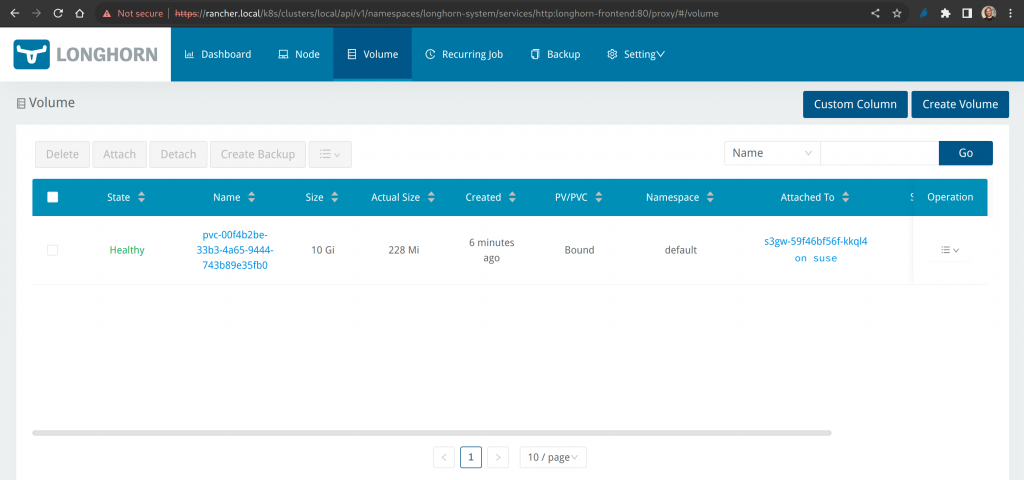 Not secure | https://rancher.local/k8s/clusters/local/api/v1/namespaces/longhorn-system/services/http:longhorn-frontend:80/proxy/#/volume
LONGHORN Dashboard Node Volume Recurring Job Backup Setting
Volume Custom Column Create Volume
Delete Attach Detach Create Backup Name Go
State Name Size Actual Size Created PV/PVC Namespace Attached To S Operation
pvc-00f4b2be-
33b3-4a65-9444-
743b89e35fb0
Healthy 10 Gi 228 Mi
6 minutes
ago
Bound default
s3gw-59f46bf56f-kkql4
on suse
1 10 / page